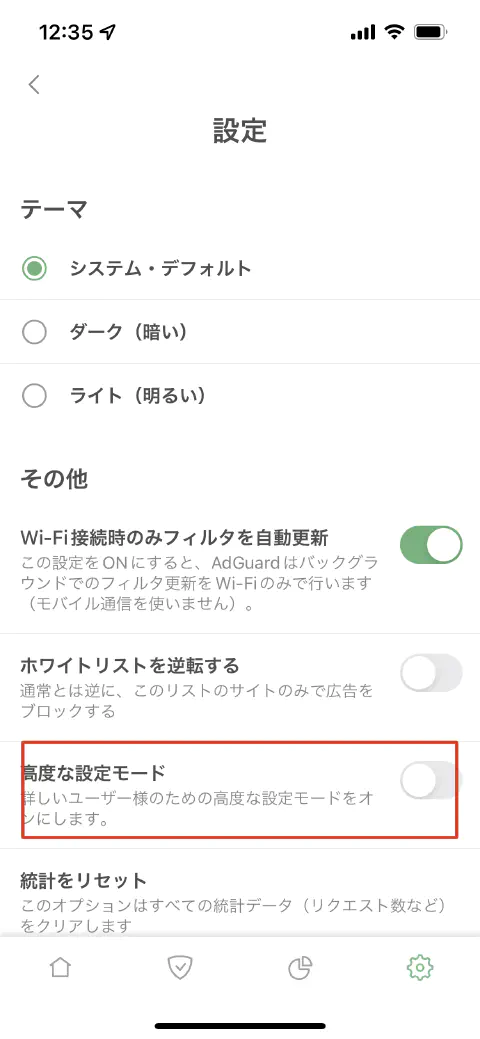 12:35
設定
テーマ
システム・デフォルト
ダーク（暗い）
ライト（明るい）
その他
Wi-Fi接続時のみフィルタを自動更新
この設定をONにすると、AdGuardはバックグラ
ウンドでのフィルタ更新をWi-Fiのみで行います
（モバイル通信を使いません）。
ホワイトリストを逆転する
通常とは逆に、このリストのサイトのみで広告を
ブロックする
高度な設定モード
詳しいユーザー様のための高度な設定モードをオ
ンにします。
統計をリセット
このオプションはすべての統計データ（リクエスト数など）
をクリアします